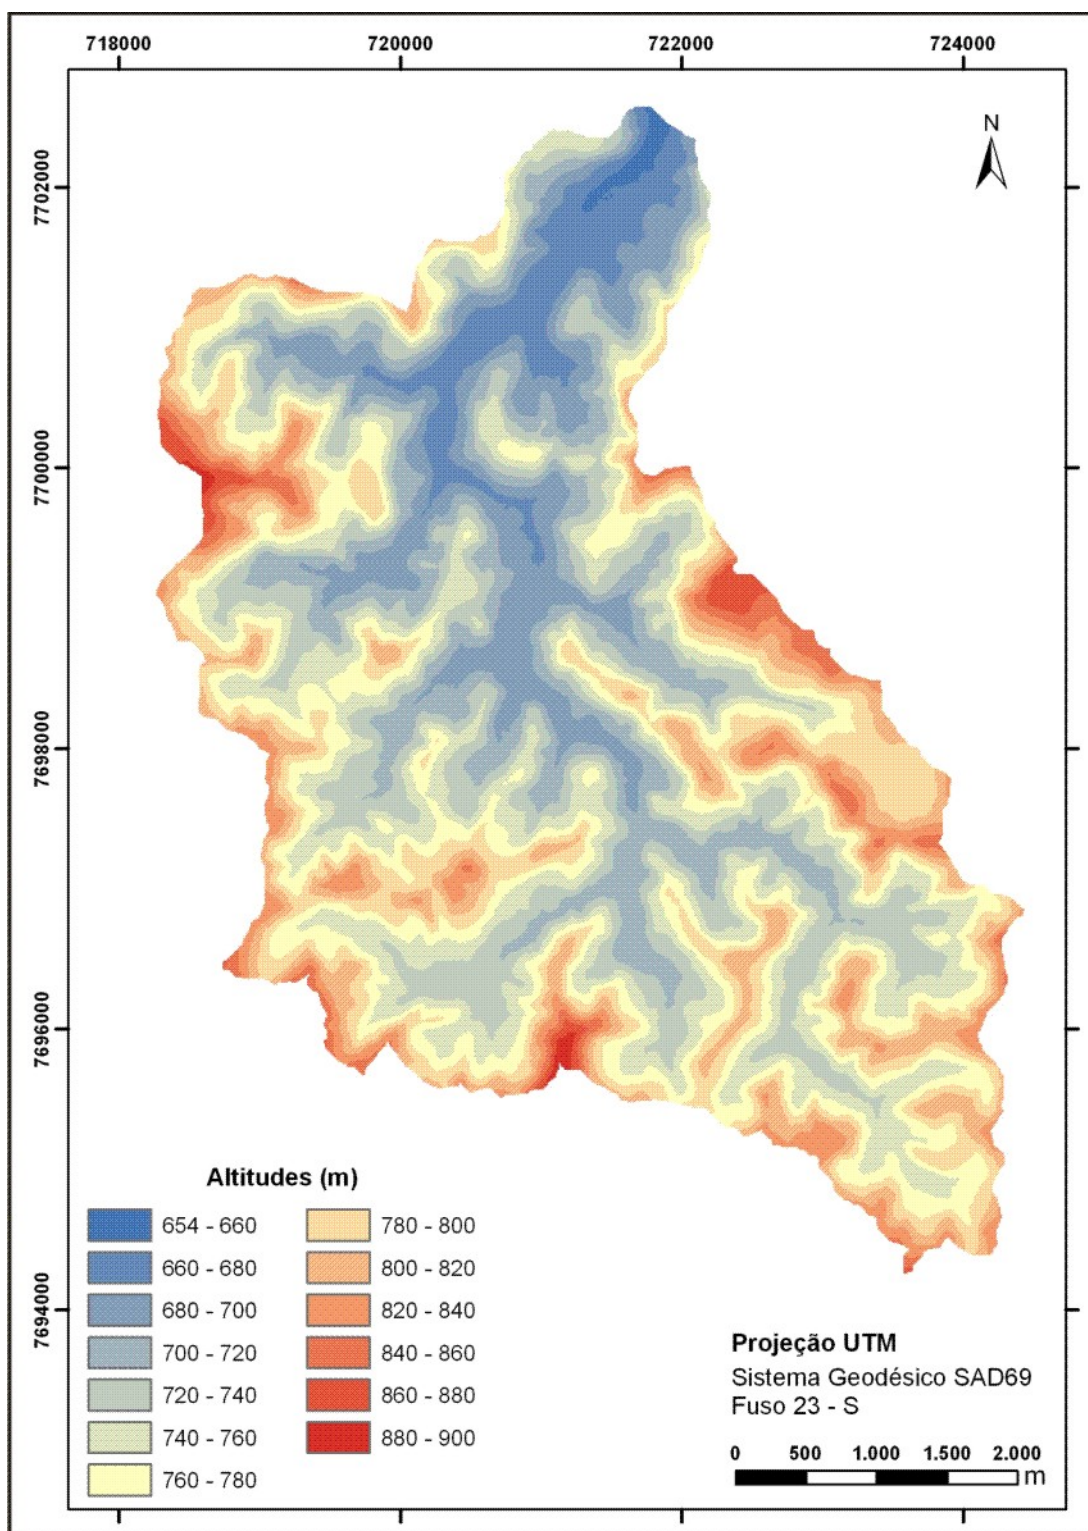 718000 720000 722000 724000
N
7702000
7700000
7698000
7696000
7694000
Altitudes (m)
654 - 660
660 - 680
680 - 700
700 - 720
720 - 740
740 - 760
760 - 780
780 - 800
800 - 820
820 - 840
840 - 860
860 - 880
880 - 900
Projeção UTM
Sistema Geodésico SAD69
Fuso 23 - S
0 500 1.000 1.500 2.000
m